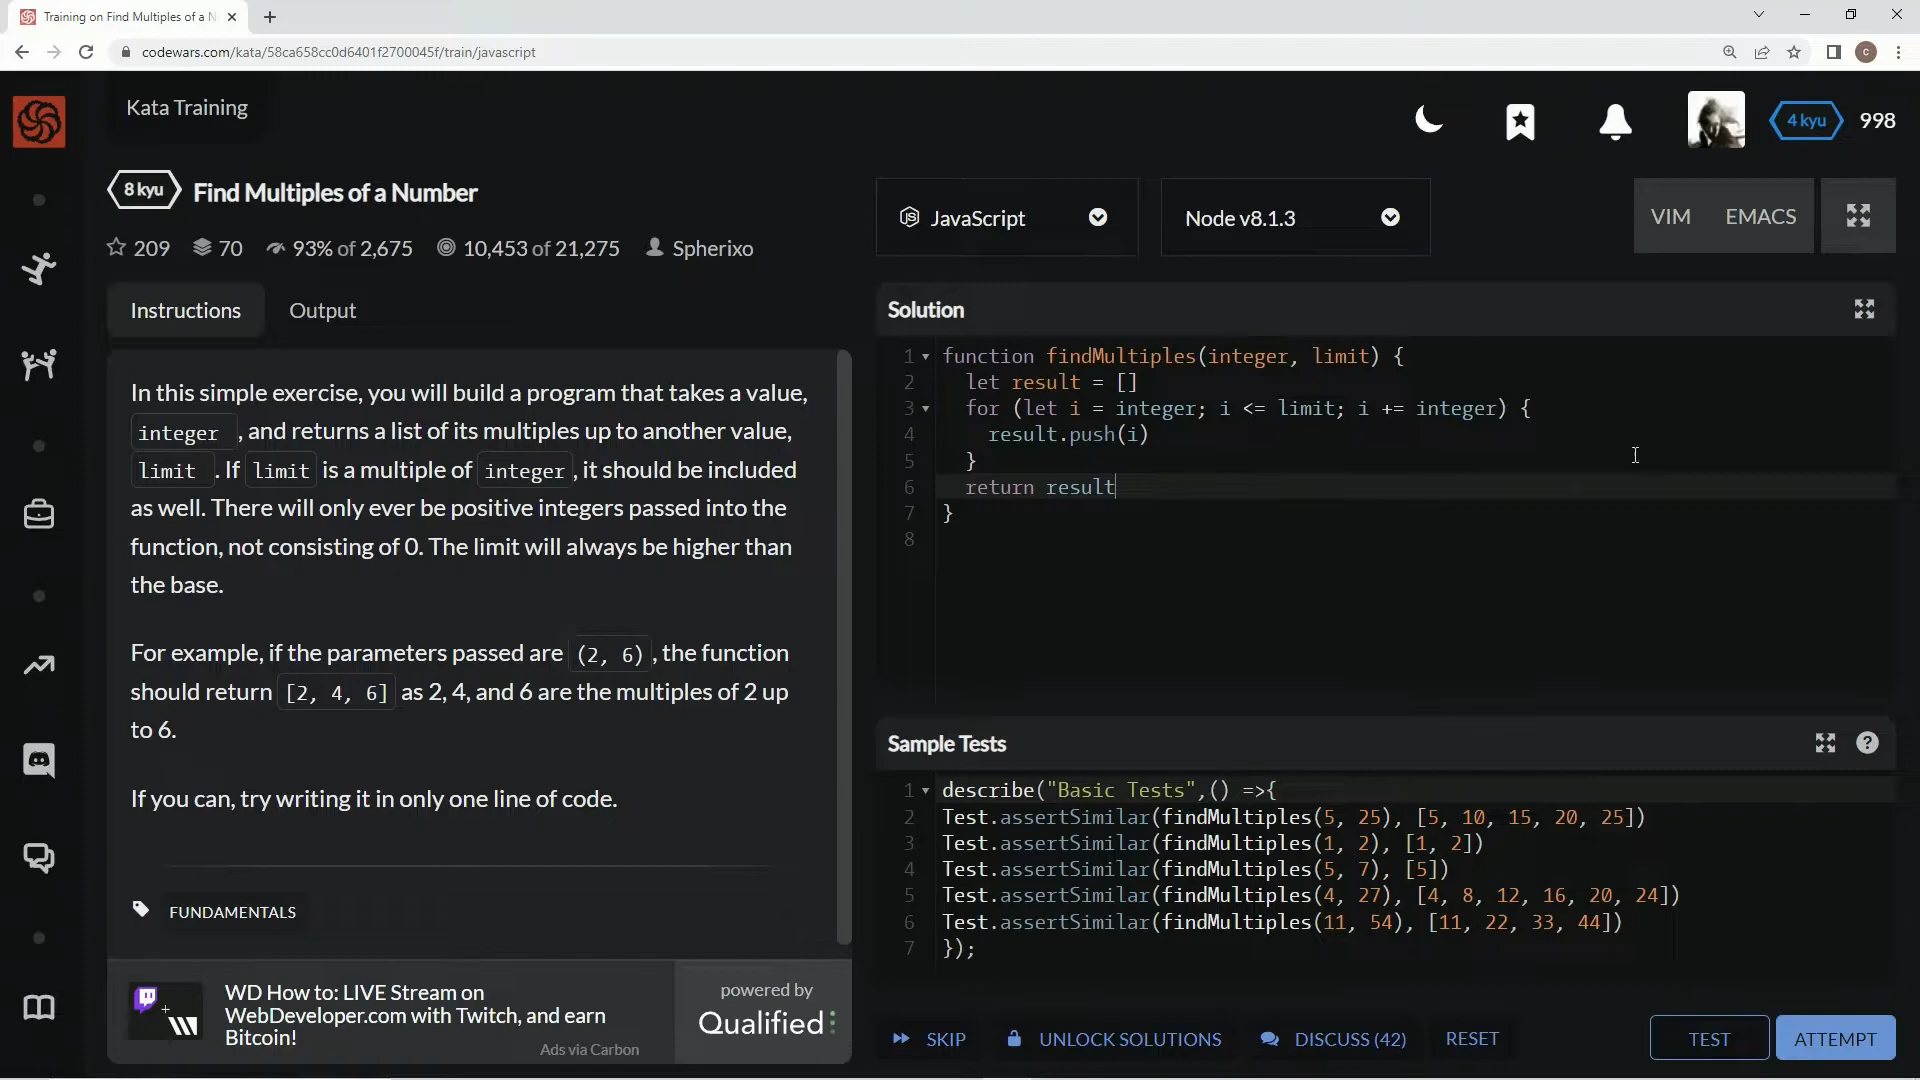 Training on Find Multiples of a N
codewars.com/kata/58ca658cc0d6401f2700045f/train/javascript
c
Kata Training
4 kyu 998
8 kyu Find Multiples of a Number
209 70 93% of 2,675 10,453 of 21,275 Spherixo
Instructions Output
In this simple exercise, you will build a program that takes a value,
integer , and returns a list of its multiples up to another value,
limit . If limit is a multiple of integer , it should be included
as well. There will only ever be positive integers passed into the
function, not consisting of 0. The limit will always be higher than
the base.
For example, if the parameters passed are (2, 6) , the function
should return [2, 4, 6] as 2, 4, and 6 are the multiples of 2 up
to 6.
If you can, try writing it in only one line of code.
FUNDAMENTALS
WD How to: LIVE Stream on
WebDeveloper.com with Twitch, and earn
Bitcoin!
Ads via Carbon
powered by
Qualified
JS JavaScript Node v8.1.3 VIM EMACS
Solution
1 function findMultiples(integer, limit) {
2 let result = []
3 for (let i = integer; i <= limit; i += integer) {
4 result.push(i)
5 }
6 return result
7 }
8
Sample Tests
?
1 describe("Basic Tests",() =>{
2 Test.assertSimilar(findMultiples(5, 25), [5, 10, 15, 20, 25])
3 Test.assertSimilar(findMultiples(1, 2), [1, 2])
4 Test.assertSimilar(findMultiples(5, 7), [5])
5 Test.assertSimilar(findMultiples(4, 27), [4, 8, 12, 16, 20, 24])
6 Test.assertSimilar(findMultiples(11, 54), [11, 22, 33, 44])
7 });
SKIP UNLOCK SOLUTIONS DISCUSS (42) RESET TEST ATTEMPT